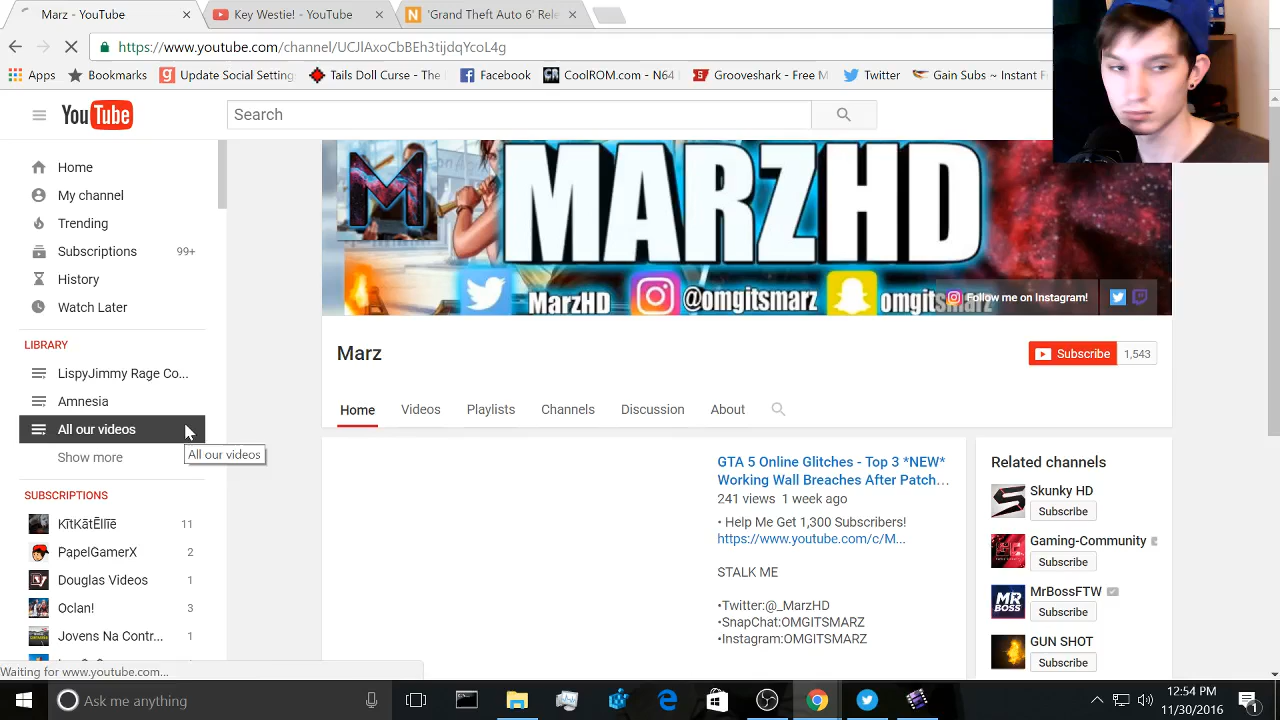 Marz - YouTube
Key Westie! - YouTube
'Grand Theft Auto 6' Rele
https://www.youtube.com/channel/UCJIAxoCbBEh3tijdqYcoL4g
Apps
Bookmarks
Update Social Setting
Tails Doll Curse - The
Facebook
CoolROM.com - N64
Grooveshark - Free M
Twitter
Gain Subs ~ Instant F
YouTube
Search
Home
My channel
Trending
Subscriptions 99+
History
Watch Later
LIBRARY
LispyJimmy Rage Co...
Amnesia
All our videos
All our videos
Show more
SUBSCRIPTIONS
KītKātËllīē 11
PapelGamerX 2
Douglas Videos 1
Oclan! 3
Jovens Na Contr... 1
Waiting for www.youtube.com...
M
MARZHD
MarzHD
@omgitsmarz
omgitsmarz
Follow me on Instagram!
Marz
Subscribe 1,543
Home Videos Playlists Channels Discussion About
GTA 5 Online Glitches - Top 3 *NEW*
Working Wall Breaches After Patch...
241 views 1 week ago
• Help Me Get 1,300 Subscribers!
https://www.youtube.com/c/M...
STALK ME
•Twitter:@_MarzHD
•SnapChat:OMGITSMARZ
•Instagram:OMGITSMARZ
Related channels
Skunky HD
Subscribe
Gaming-Community
Subscribe
MR BOSS
MrBossFTW
Subscribe
GUN SHOT
Subscribe
Ask me anything
12:54 PM
11/30/2016
1